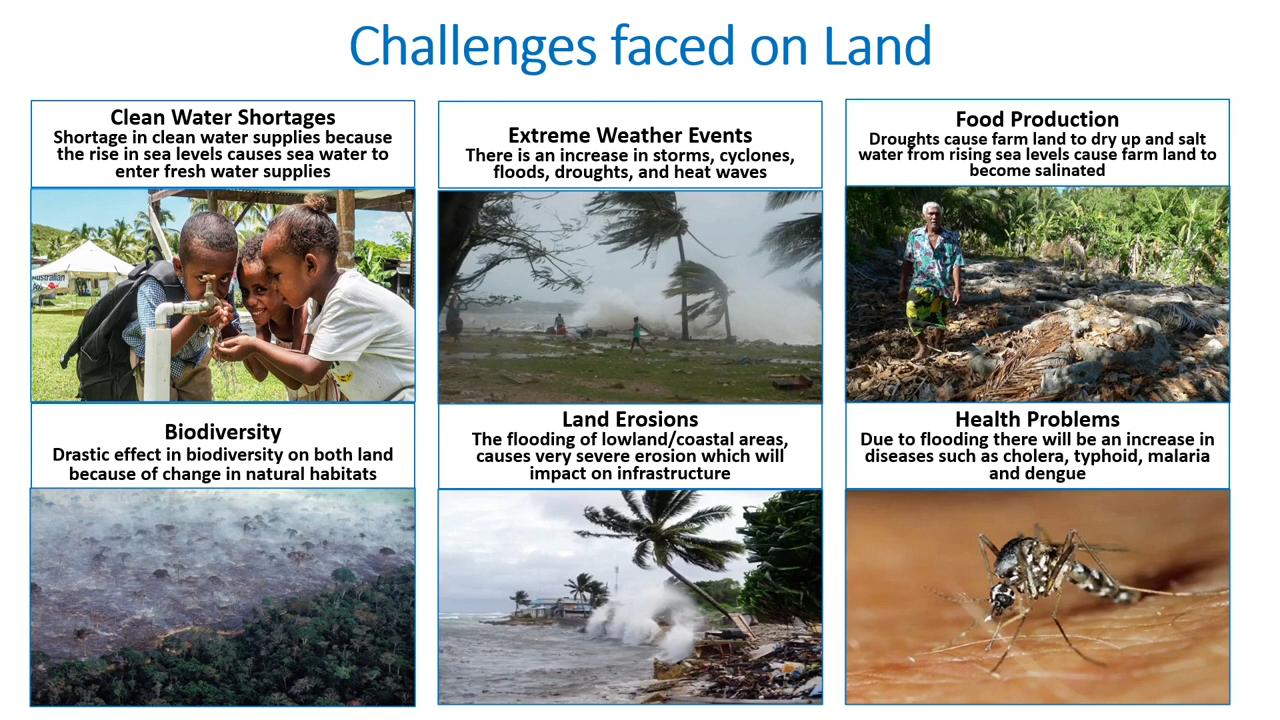 Challenges faced on Land
Clean Water Shortages
Shortage in clean water supplies because
the rise in sea levels causes sea water to
enter fresh water supplies
Extreme Weather Events
There is an increase in storms, cyclones,
floods, droughts, and heat waves
Food Production
Droughts cause farm land to dry up and salt
water from rising sea levels cause farm land to
become salinated
Australian
Biodiversity
Drastic effect in biodiversity on both land
because of change in natural habitats
Land Erosions
The flooding of lowland/coastal areas,
causes very severe erosion which will
impact on infrastructure
Health Problems
Due to flooding there will be an increase in
diseases such as cholera, typhoid, malaria
and dengue